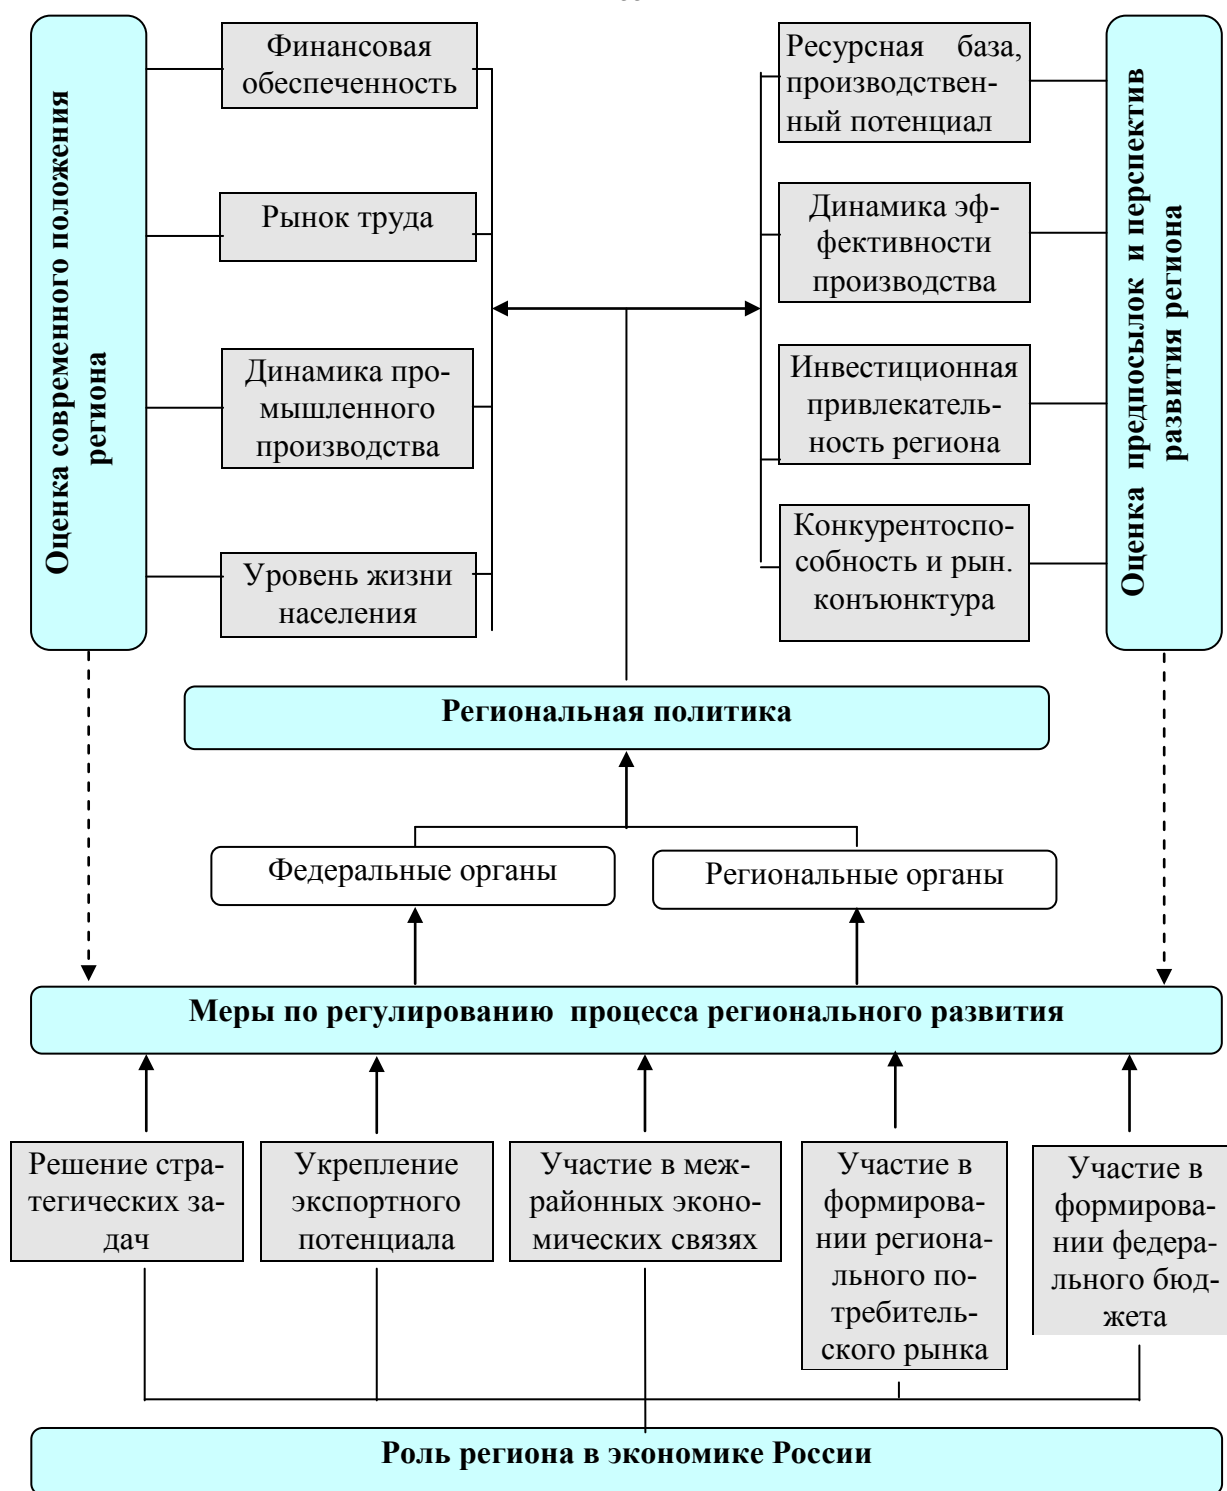 Оценка современного положения
региона
Финансовая
обеспеченность
Рынок труда
Динамика про-
мышленного
производства
Уровень жизни
населения
Ресурсная база,
производствен-
ный потенциал
Динамика эф-
фективности
производства
Инвестиционная
привлекатель-
ность региона
Конкурентоспо-
собность и рын.
конъюнктура
Оценка предпосылок и перспектив
развития региона
Региональная политика
Федеральные органы
Региональные органы
Меры по регулированию процесса регионального развития
Решение стра-
тегических за-
дач
Укрепление
экспортного
потенциала
Участие в меж-
районных эконо-
мических связях
Участие в
формирова-
нии региона-
льного по-
требитель-
ского рынка
Участие в
формирова-
нии федера-
льного бюд-
жета
Роль региона в экономике России